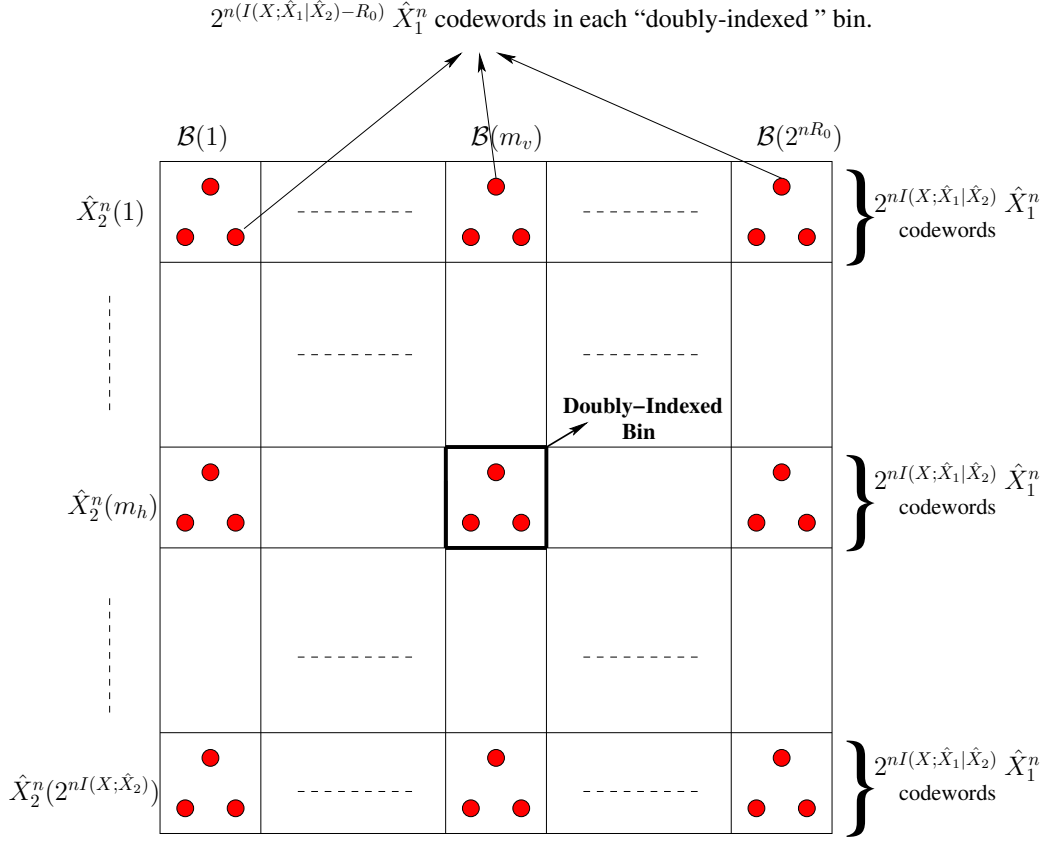 $2^{n(I(X;\hat{X}_1|\hat{X}_2)-R_0)}$ $\hat{X}_1^n$ codewords in each “doubly-indexed ” bin.
$\mathcal{B}(1)$ $\mathcal{B}(m_v)$ $\mathcal{B}(2^{nR_0})$
$\hat{X}_2^n(1)$
$2^{nI(X;\hat{X}_1|\hat{X}_2)}$ $\hat{X}_1^n$
codewords
Doubly−Indexed
Bin
$\hat{X}_2^n(m_h)$
$2^{nI(X;\hat{X}_1|\hat{X}_2)}$ $\hat{X}_1^n$
codewords
$\hat{X}_2^n(2^{nI(X;\hat{X}_2)})$
$2^{nI(X;\hat{X}_1|\hat{X}_2)}$ $\hat{X}_1^n$
codewords